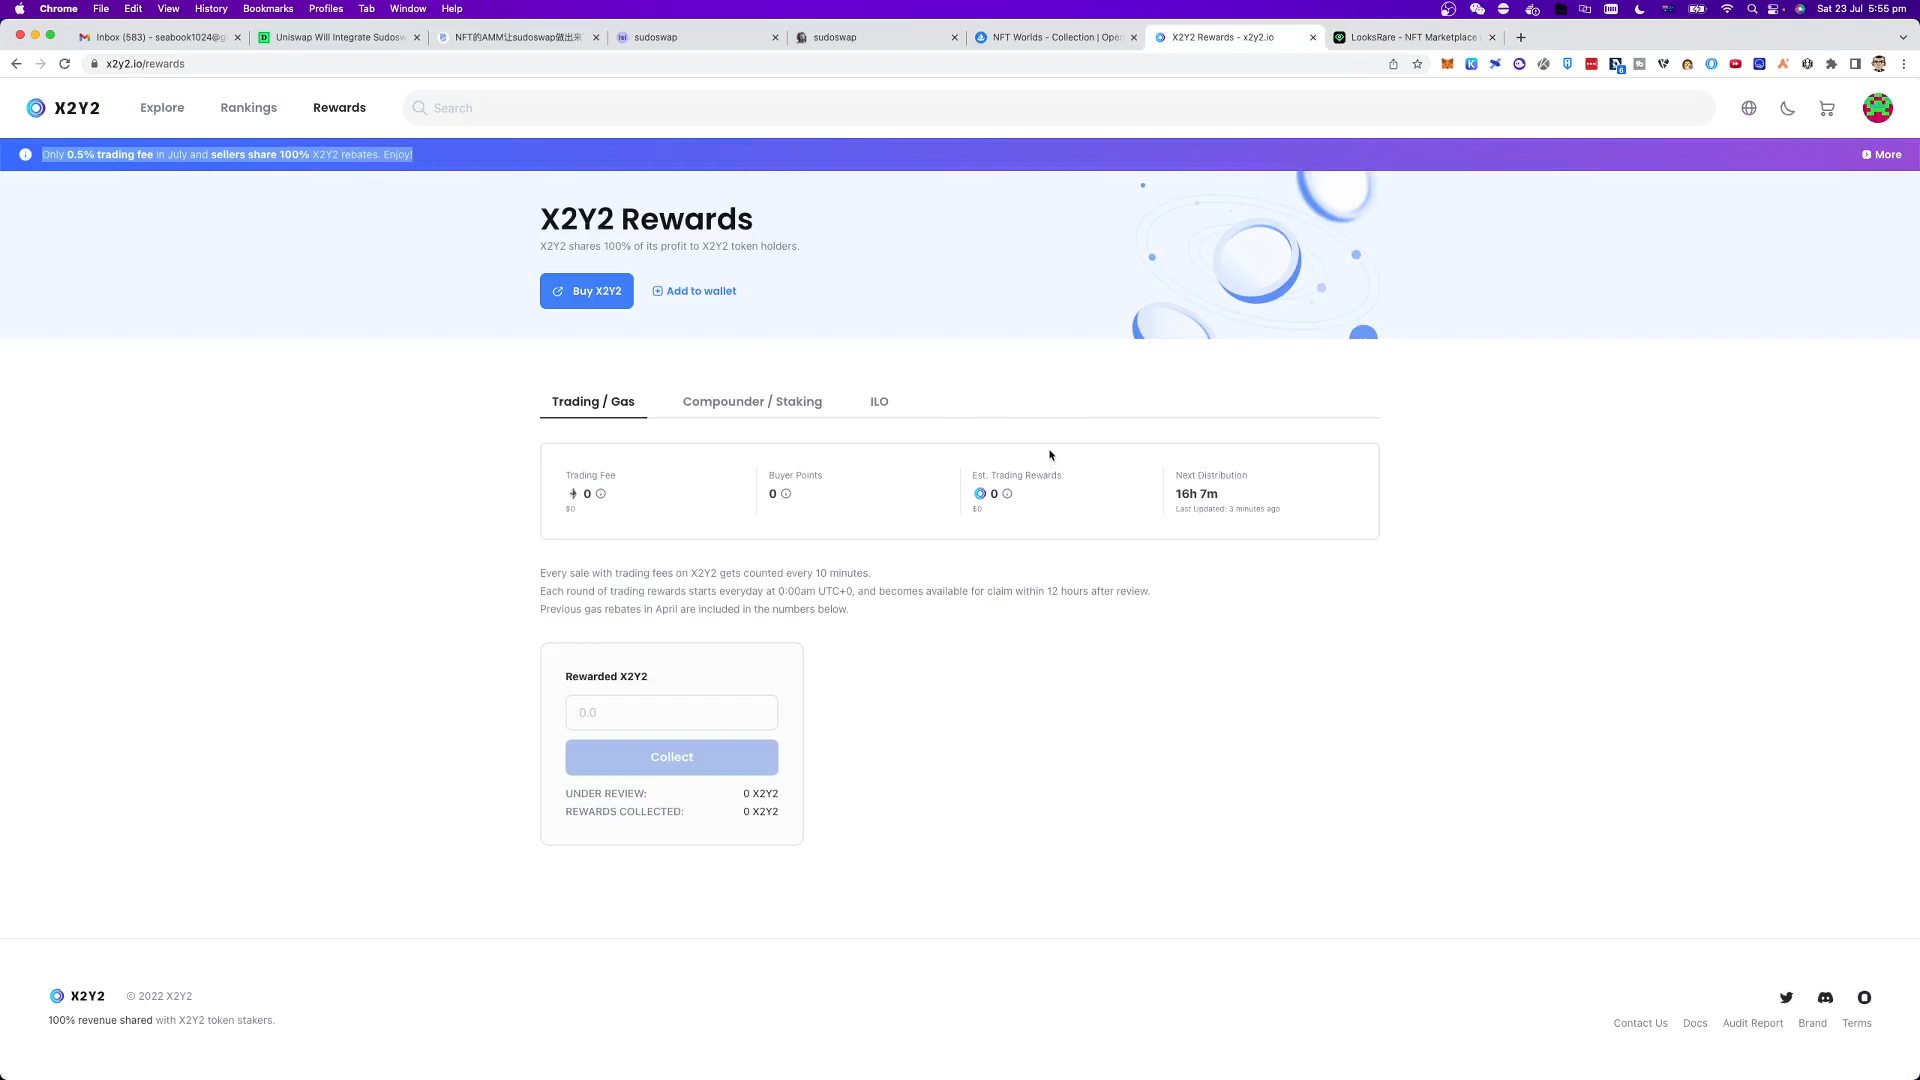 Chrome File Edit View History Bookmarks Profiles Tab Window Help Sat 23 Jul 5:55 pm
Inbox (583) - seabook1024@g Uniswap Will Integrate Sudosw NFT的AMM让sudoswap做出来 sudoswap sudoswap NFT Worlds - Collection | Open X2Y2 Rewards - x2y2.io LooksRare - NFT Marketplace
x2y2.io/rewards
X2Y2 Explore Rankings Rewards Search
Only 0.5% trading fee in July and sellers share 100% X2Y2 rebates. Enjoy! More
X2Y2 Rewards
X2Y2 shares 100% of its profit to X2Y2 token holders.
Buy X2Y2 Add to wallet
Trading / Gas Compounder / Staking ILO
Trading Fee Buyer Points Est. Trading Rewards Next Distribution
0 0 0 16h 7m
$0 $0 Last Updated: 3 minutes ago
Every sale with trading fees on X2Y2 gets counted every 10 minutes.
Each round of trading rewards starts everyday at 0:00am UTC+0, and becomes available for claim within 12 hours after review.
Previous gas rebates in April are included in the numbers below.
Rewarded X2Y2
0.0
Collect
UNDER REVIEW: 0 X2Y2
REWARDS COLLECTED: 0 X2Y2
X2Y2 © 2022 X2Y2
100% revenue shared with X2Y2 token stakers.
Contact Us Docs Audit Report Brand Terms